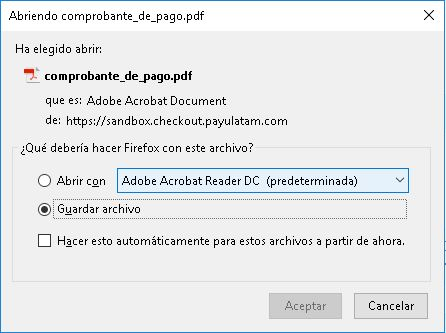 Abriendo comprobante_de_pago.pdf
Ha elegido abrir:
comprobante_de_pago.pdf
que es: Adobe Acrobat Document
de: https://sandbox.checkout.payulatam.com
¿Qué debería hacer Firefox con este archivo?
Abrir con Adobe Acrobat Reader DC (predeterminada)
Guardar archivo
Hacer esto automáticamente para estos archivos a partir de ahora.
Aceptar Cancelar